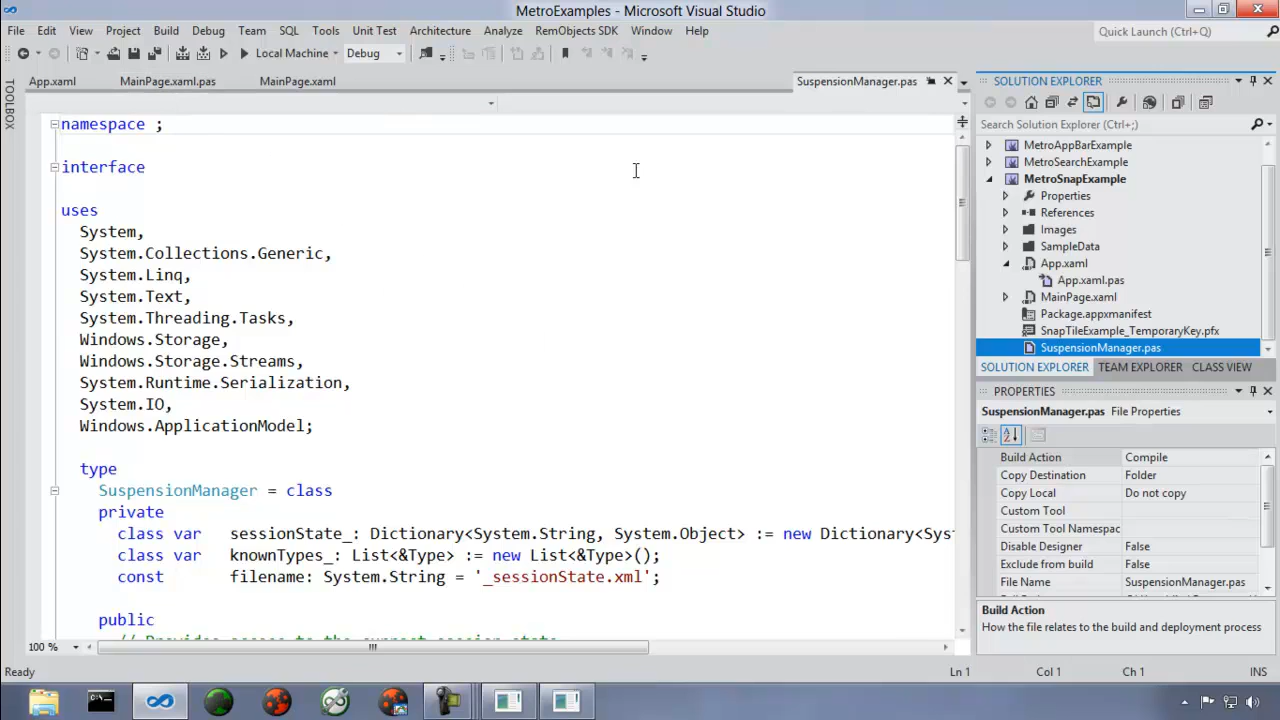 MetroExamples - Microsoft Visual Studio
File Edit View Project Build Debug Team SQL Tools Unit Test Architecture Analyze RemObjects SDK Window Help
Quick Launch (Ctrl+Q)
Local Machine Debug
App.xaml MainPage.xaml.pas MainPage.xaml SuspensionManager.pas
TOOLBOX
namespace ;
interface
uses
System,
System.Collections.Generic,
System.Linq,
System.Text,
System.Threading.Tasks,
Windows.Storage,
Windows.Storage.Streams,
System.Runtime.Serialization,
System.IO,
Windows.ApplicationModel;
type
SuspensionManager = class
private
class var sessionState_: Dictionary<System.String, System.Object> := new Dictionary<Syst
class var knownTypes_: List<&Type> := new List<&Type>();
const filename: System.String = '_sessionState.xml';
public
// Provides access to the current session state
100 %
SOLUTION EXPLORER
Search Solution Explorer (Ctrl+;)
MetroAppBarExample
MetroSearchExample
MetroSnapExample
Properties
References
Images
SampleData
App.xaml
App.xaml.pas
MainPage.xaml
Package.appxmanifest
SnapTileExample_TemporaryKey.pfx
SuspensionManager.pas
SOLUTION EXPLORER TEAM EXPLORER CLASS VIEW
PROPERTIES
SuspensionManager.pas File Properties
Build Action Compile
Copy Destination Folder
Copy Local Do not copy
Custom Tool
Custom Tool Namespac
Disable Designer False
Exclude from build False
File Name SuspensionManager.pas
Build Action
How the file relates to the build and deployment process
Ready Ln 1 Col 1 Ch 1 INS